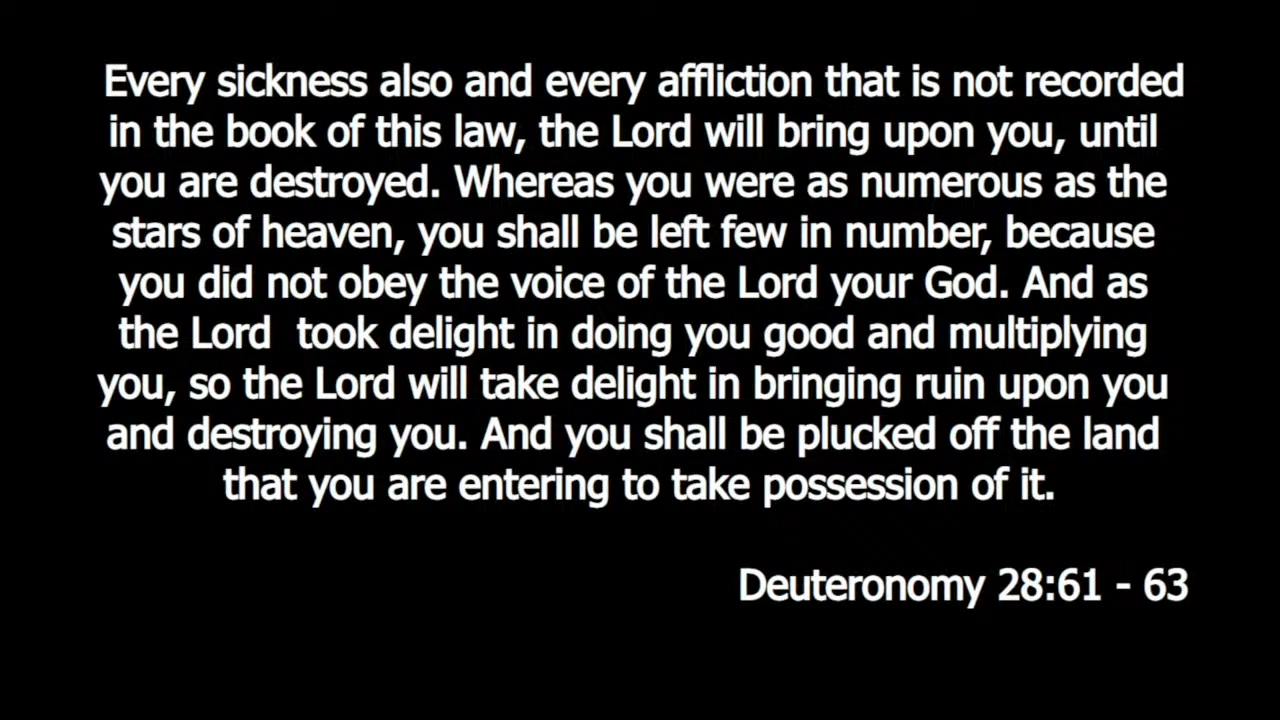 Every sickness also and every affliction that is not recorded
in the book of this law, the Lord will bring upon you, until
you are destroyed. Whereas you were as numerous as the
stars of heaven, you shall be left few in number, because
you did not obey the voice of the Lord your God. And as
the Lord  took delight in doing you good and multiplying
you, so the Lord will take delight in bringing ruin upon you
and destroying you. And you shall be plucked off the land
that you are entering to take possession of it.
Deuteronomy 28:61 - 63